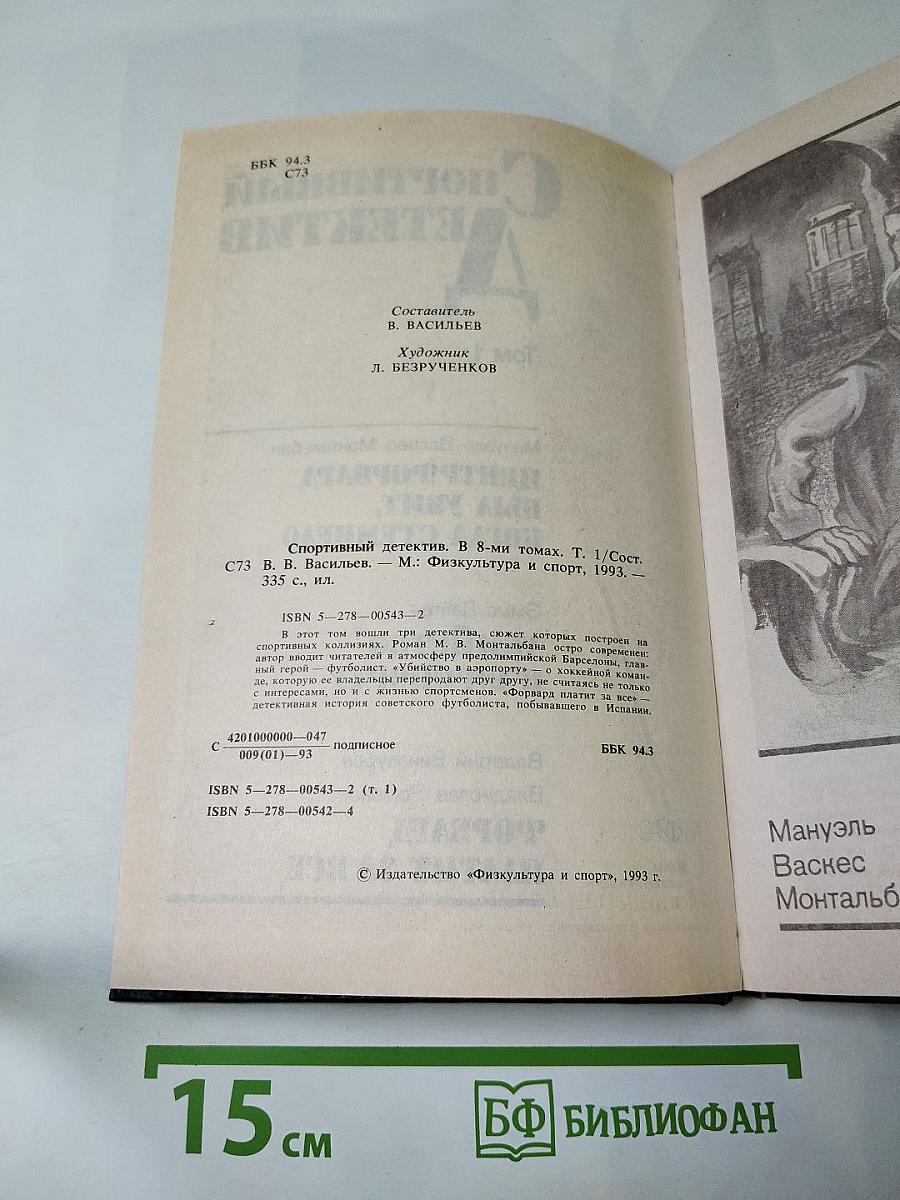 ББК 94.3
С73
Составитель
В. ВАСИЛЬЕВ
Художник
Л. БЕЗРУЧЕНКОВ
Спортивный детектив. В 8-ми томах. Т. 1/Сост.
С73 В. В. Васильев. — М.: Физкультура и спорт, 1993. —
335 с., ил.
ISBN 5—278—00543—2
В этот том вошли три детектива, сюжет которых построен на
спортивных коллизиях. Роман М. В. Монтальбана остро современен:
автор вводит читателей в атмосферу предолимпийской Барселоны, глав-
ный герой — футболист. «Убийство в аэропорту» — о хоккейной коман-
де, которую ее владельцы перепродают друг другу, не считаясь не только
с интересами, но и с жизнью спортсменов. «Форвард платит за все» —
детективная история советского футболиста, побывавшего в Испании.
С 4201000000—047 подписное ББК 94.3
009(01)—93
ISBN 5—278—00543—2 (т. 1)
ISBN 5—278—00542—4
© Издательство «Физкультура и спорт», 1993 г.
Мануэль
Васкес
Монтальб
15 см
БФ БИБЛИОФАН